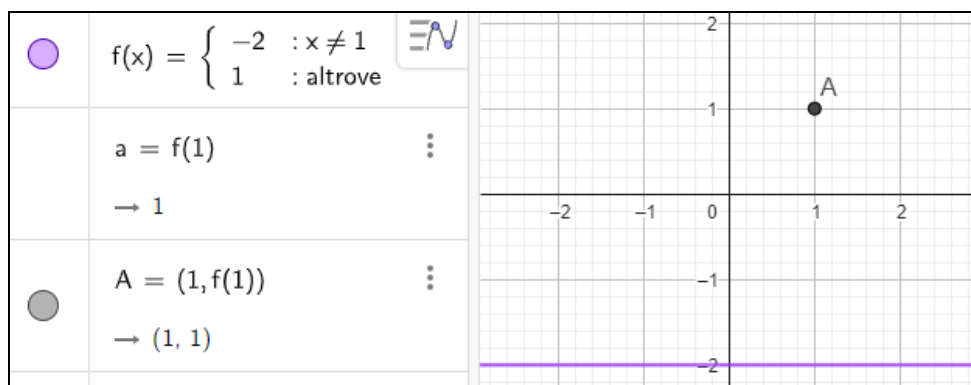 f(x) = { −2 : x ≠ 1
1 : altrove
a = f(1)
→ 1
A = (1, f(1))
→ (1, 1)
2
A
1
−2 −1 0 1 2
−1
−2